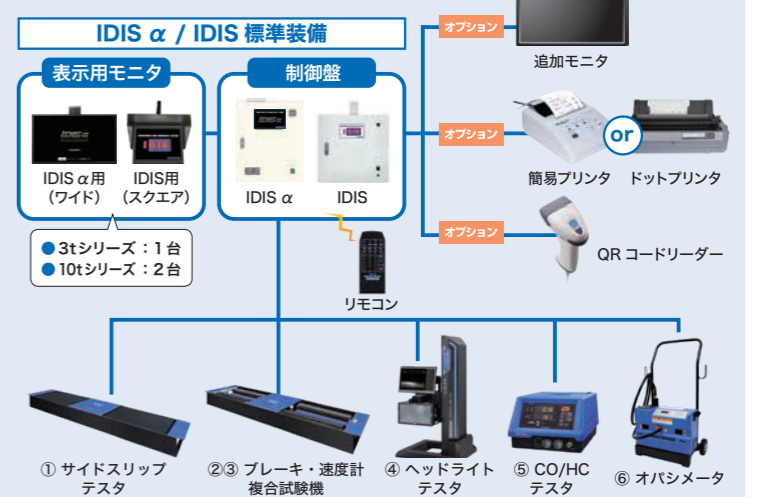 IDIS α / IDIS 標準装備
オプション
追加モニタ
表示用モニタ
制御盤
IDIS α用
（ワイド）
IDIS用
（スクエア）
IDIS α
IDIS
オプション
or
簡易プリンタ
ドットプリンタ
●3tシリーズ：1台
●10tシリーズ：2台
オプション
QR コードリーダー
リモコン
① サイドスリップ
テスタ
②③ ブレーキ・速度計
複合試験機
④ ヘッドライト
テスタ
⑤ CO/HC
テスタ
⑥ オパシメータ